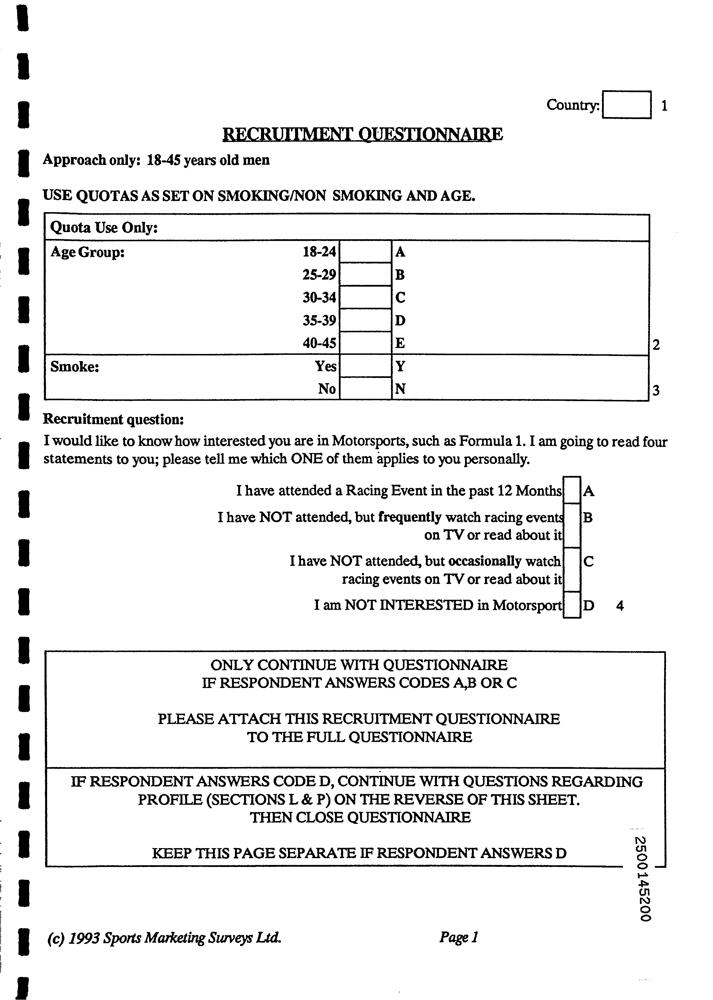 Country: 1
RECRUITMENT QUESTIONNAIRE
Approach only: 18-45 years old men
USE QUOTAS AS SET ON SMOKING/NON SMOKING AND AGE.
Quota Use Only:
Age Group: 18-24 A
25-29 B
30-34 C
35-39 D
40-45 E 2
Smoke: Yes Y
No N 3
Recruitment question:
I would like to know how interested you are in Motorsports, such as Formula 1. I am going to read four
statements to you; please tell me which ONE of them applies to you personally.
I have attended a Racing Event in the past 12 Months A
I have NOT attended, but frequently watch racing events B
on TV or read about it
I have NOT attended, but occasionally watch C
racing events on TV or read about it
I am NOT INTERESTED in Motorsport D 4
ONLY CONTINUE WITH QUESTIONNAIRE
IF RESPONDENT ANSWERS CODES A,B OR C
PLEASE ATTACH THIS RECRUITMENT QUESTIONNAIRE
TO THE FULL QUESTIONNAIRE
IF RESPONDENT ANSWERS CODE D, CONTINUE WITH QUESTIONS REGARDING
PROFILE (SECTIONS L & P) ON THE REVERSE OF THIS SHEET.
THEN CLOSE QUESTIONNAIRE
KEEP THIS PAGE SEPARATE IF RESPONDENT ANSWERS D
2500145200
(c) 1993 Sports Marketing Surveys Ltd. Page 1